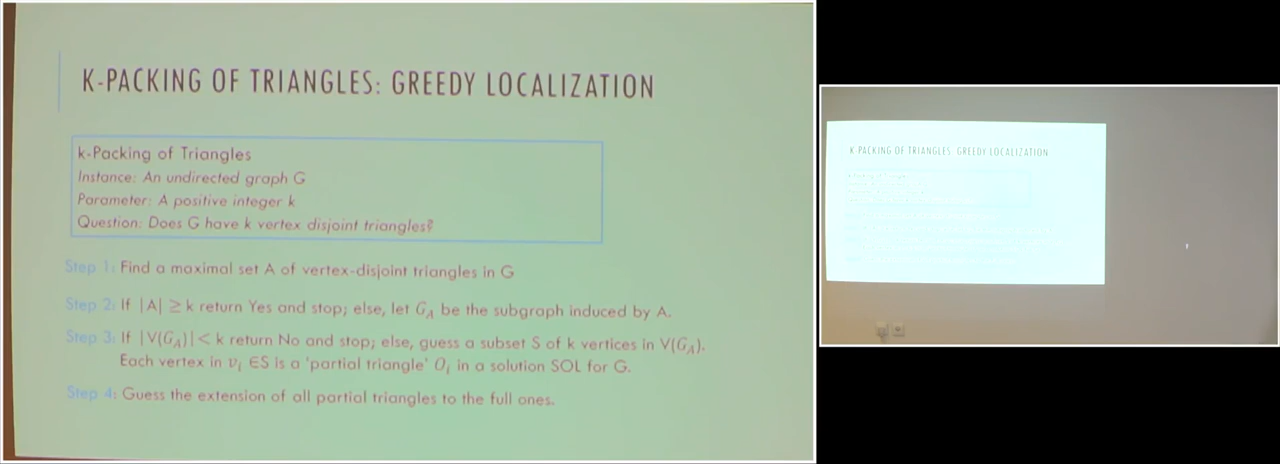 K-PACKING OF TRIANGLES: GREEDY LOCALIZATION
k-Packing of Triangles
Instance: An undirected graph G
Parameter: A positive integer k
Question: Does G have k vertex disjoint triangles?
Step 1: Find a maximal set A of vertex-disjoint triangles in G
Step 2: If |A| ≥ k return Yes and stop; else, let G_A be the subgraph induced by A.
Step 3: If |V(G_A)| < k return No and stop; else, guess a subset S of k vertices in V(G_A).
Each vertex in v_i ∈ S is a 'partial triangle' O_i in a solution SOL for G.
Step 4: Guess the extension of all partial triangles to the full ones.
K-PACKING OF TRIANGLES: GREEDY LOCALIZATION
k-Packing of Triangles